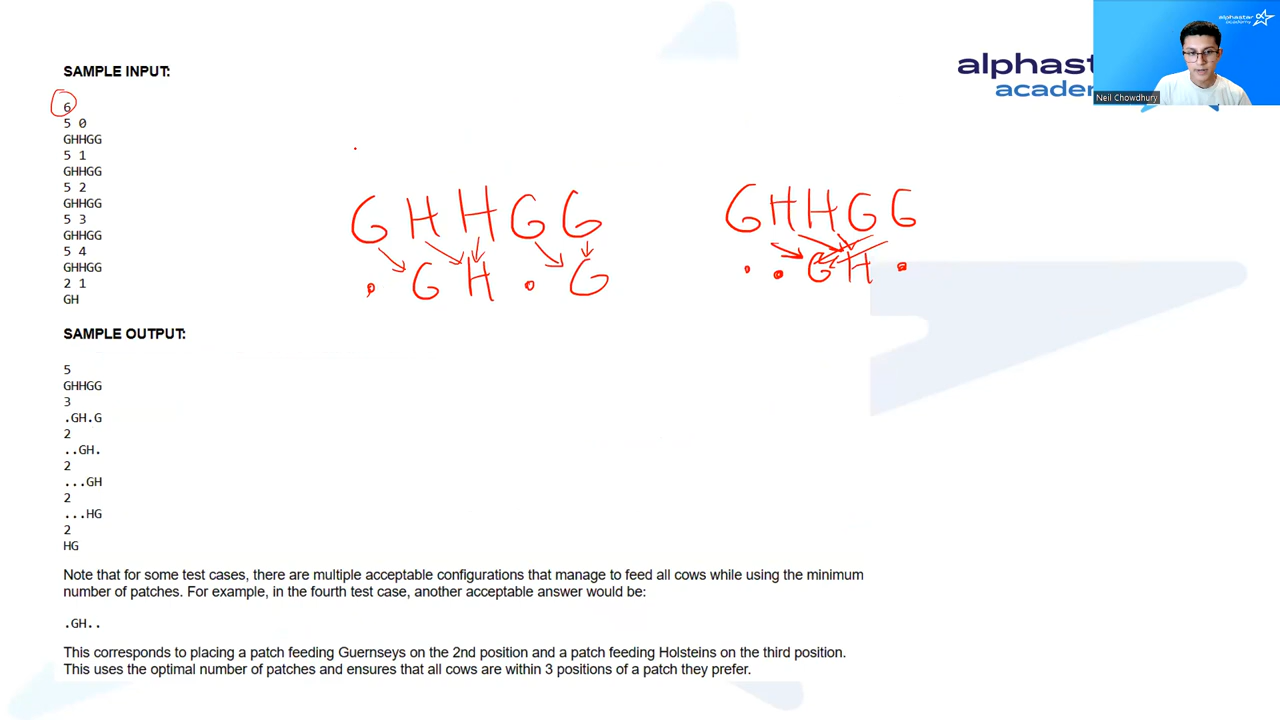 SAMPLE INPUT:
6
5 0
GHHGG
5 1
GHHGG
5 2
GHHGG
5 3
GHHGG
5 4
GHHGG
2 1
GH
SAMPLE OUTPUT:
5
GHHGG
3
.GH.G
2
..GH.
2
...GH
2
...HG
2
HG
Note that for some test cases, there are multiple acceptable configurations that manage to feed all cows while using the minimum
number of patches. For example, in the fourth test case, another acceptable answer would be:
.GH..
This corresponds to placing a patch feeding Guernseys on the 2nd position and a patch feeding Holsteins on the third position.
This uses the optimal number of patches and ensures that all cows are within 3 positions of a patch they prefer.
G H H G G
. G H . G
G H H G G
. . G H .
alphast
acade
alphastar
academy
Neil Chowdhury